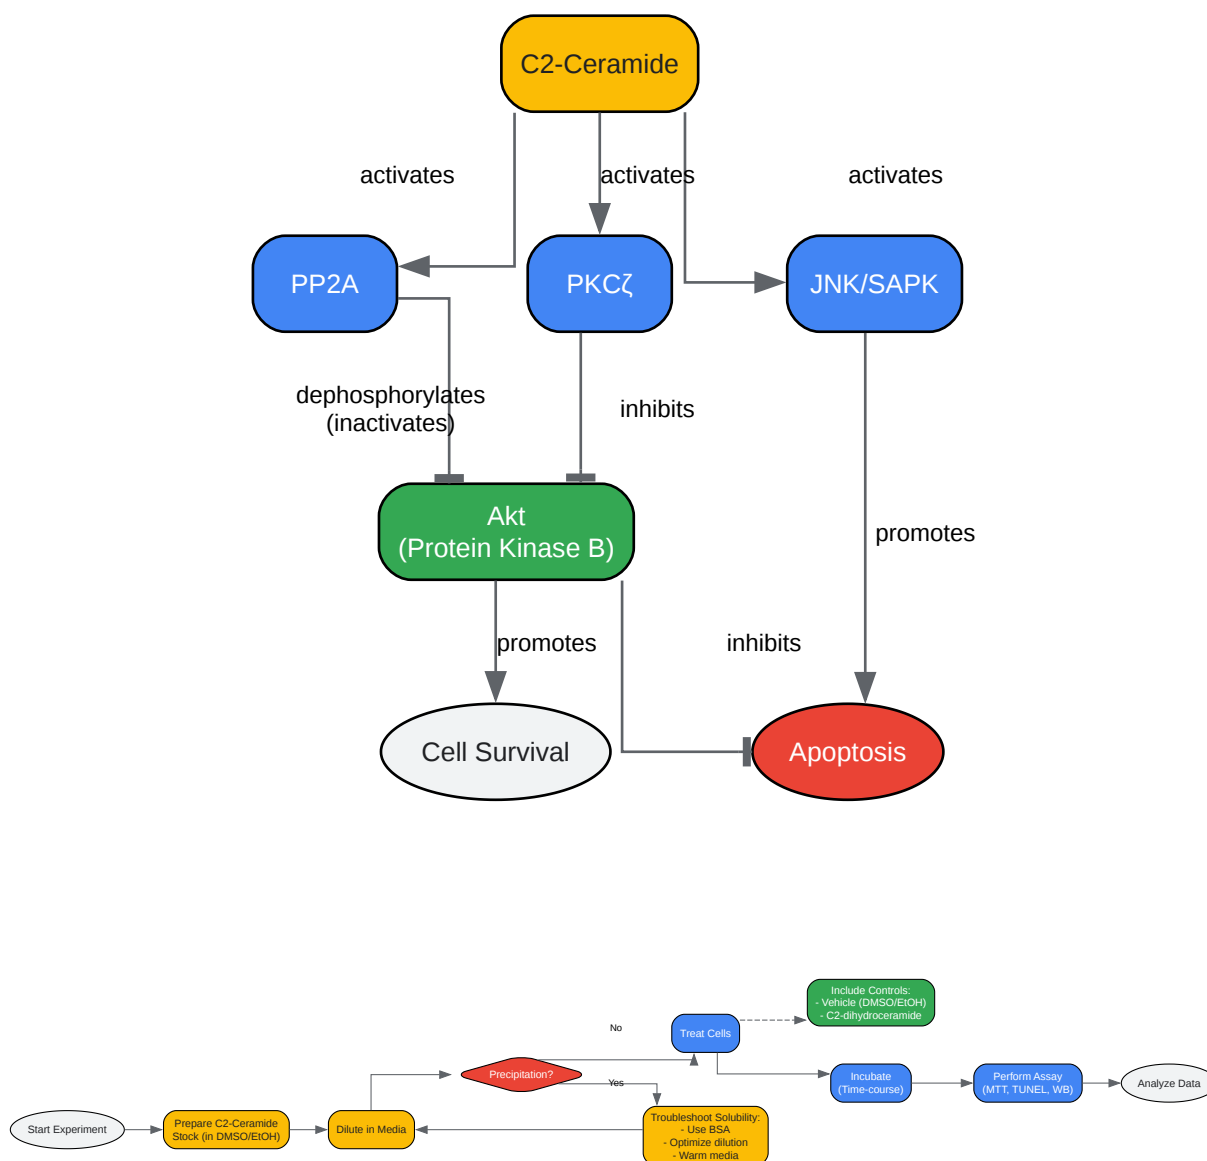 C2-Ceramide
activates
activates
activates
PP2A
PKCζ
JNK/SAPK
dephosphorylates
(inactivates)
inhibits
Akt
(Protein Kinase B)
promotes
promotes
inhibits
Cell Survival
Apoptosis
Include Controls:
- Vehicle (DMSO/EtOH)
- C2-dihydroceramide
No
Treat Cells
Precipitation?
Yes
Incubate
(Time-course)
Perform Assay
(MTT, TUNEL, WB)
Analyze Data
Start Experiment
Prepare C2-Ceramide
Stock (in DMSO/EtOH)
Dilute in Media
Troubleshoot Solubility:
- Use BSA
- Optimize dilution
- Warm media